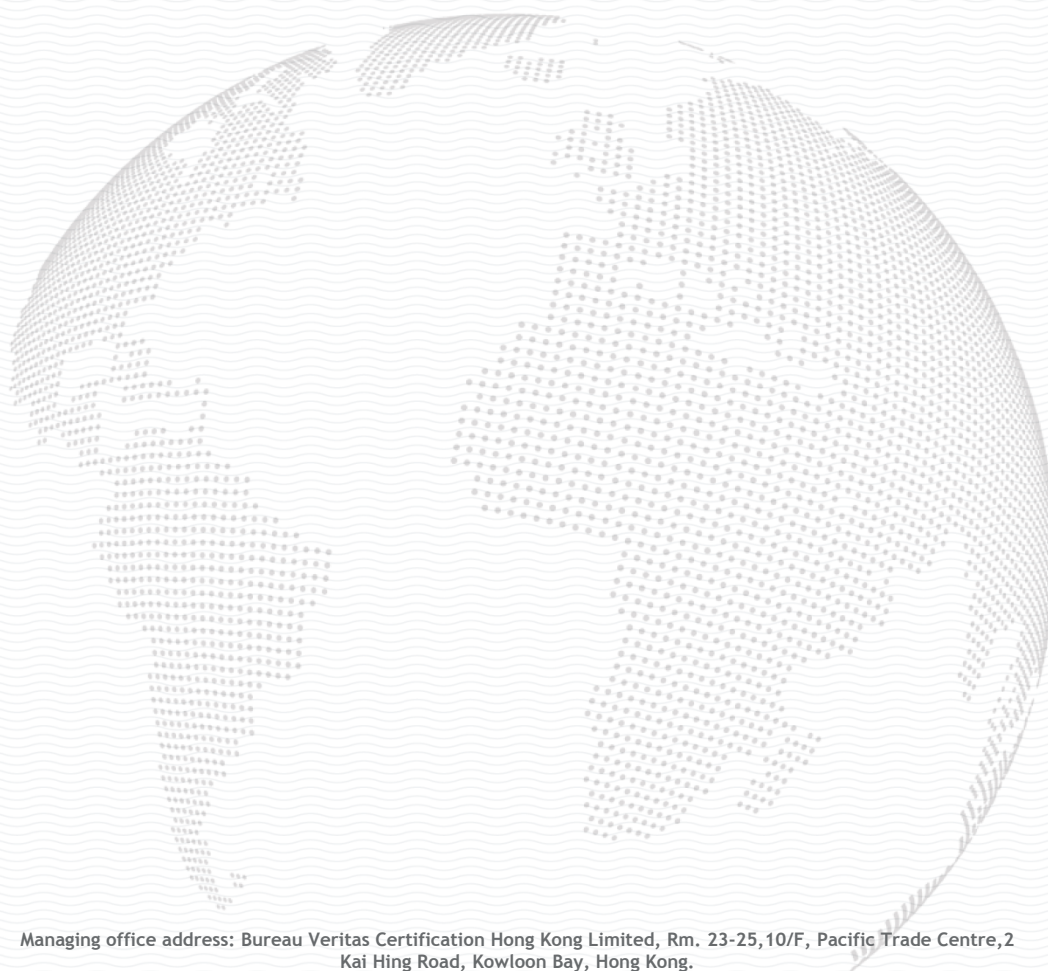 Managing office address: Bureau Veritas Certification Hong Kong Limited, Rm. 23-25,10/F, Pacific Trade Centre,2
Kai Hing Road, Kowloon Bay, Hong Kong.